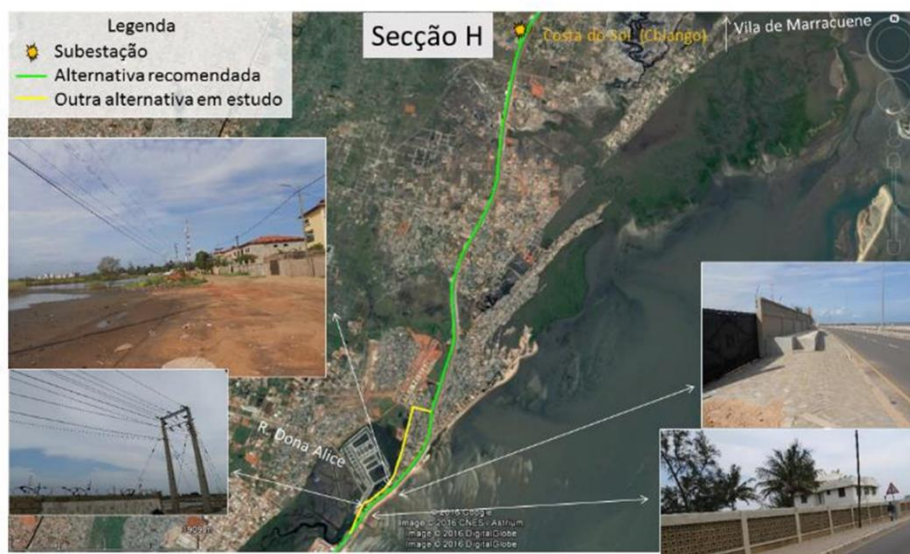 Legenda
Subestação
Alternativa recomendada
Outra alternativa em estudo
Secção H
Costa do Sol (Chiango)
Vila de Marracuene
N
R. Dona Alice
© 2016 Google
Image © 2016 CNES / Astrium
Image © 2016 DigitalGlobe
Image © 2016 DigitalGlobe